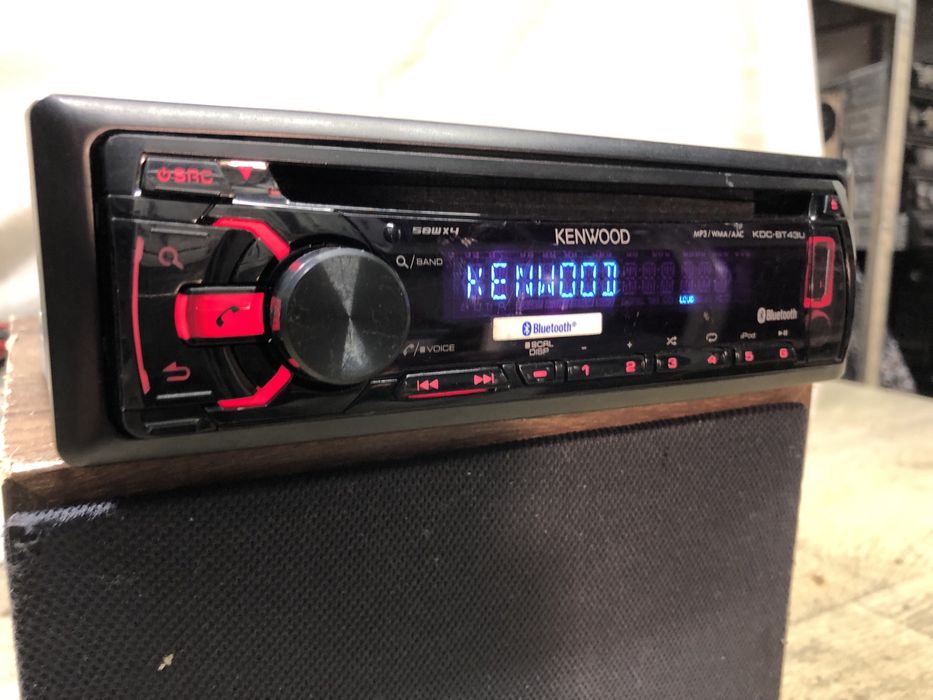 SRC
50W×4
KENWOOD
MP3/WMA/AAC KDC-BT43U
/BAND
KENWOOD
LOUD
Bluetooth®
Bluetooth
/VOICE
SCRL
DISP
- + iPod
1 2 3 4 5 6